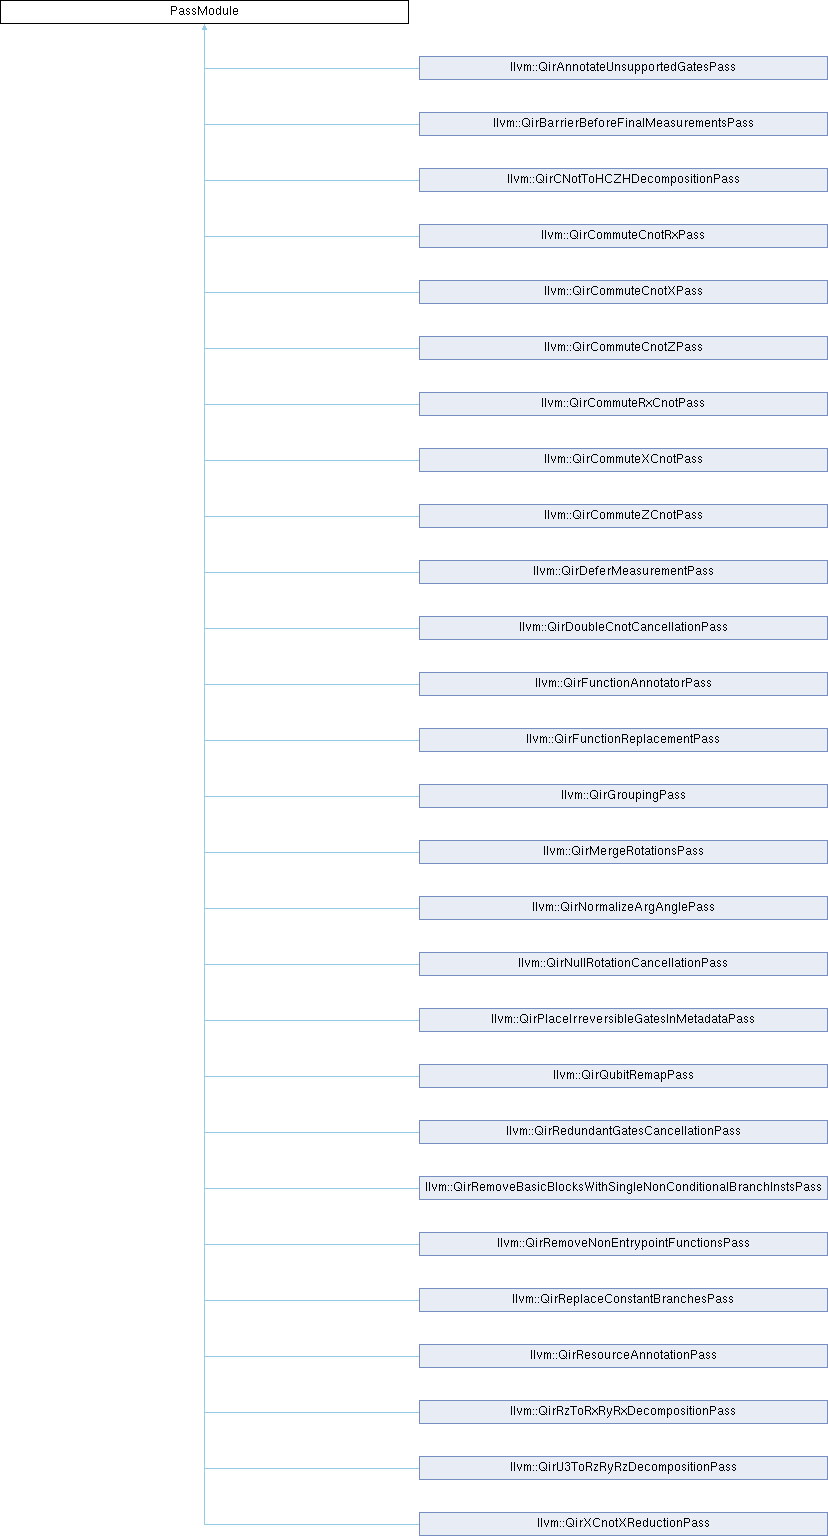 PassModule
llvm::QirAnnotateUnsupportedGatesPass
llvm::QirBarrierBeforeFinalMeasurementsPass
llvm::QirCNotToHCZHDecompositionPass
llvm::QirCommuteCnotRxPass
llvm::QirCommuteCnotXPass
llvm::QirCommuteCnotZPass
llvm::QirCommuteRxCnotPass
llvm::QirCommuteXCnotPass
llvm::QirCommuteZCnotPass
llvm::QirDeferMeasurementPass
llvm::QirDoubleCnotCancellationPass
llvm::QirFunctionAnnotatorPass
llvm::QirFunctionReplacementPass
llvm::QirGroupingPass
llvm::QirMergeRotationsPass
llvm::QirNormalizeArgAnglePass
llvm::QirNullRotationCancellationPass
llvm::QirPlaceIrreversibleGatesInMetadataPass
llvm::QirQubitRemapPass
llvm::QirRedundantGatesCancellationPass
llvm::QirRemoveBasicBlocksWithSingleNonConditionalBranchInstsPass
llvm::QirRemoveNonEntrypointFunctionsPass
llvm::QirReplaceConstantBranchesPass
llvm::QirResourceAnnotationPass
llvm::QirRzToRxRyRxDecompositionPass
llvm::QirU3ToRzRyRzDecompositionPass
llvm::QirXCnotXReductionPass